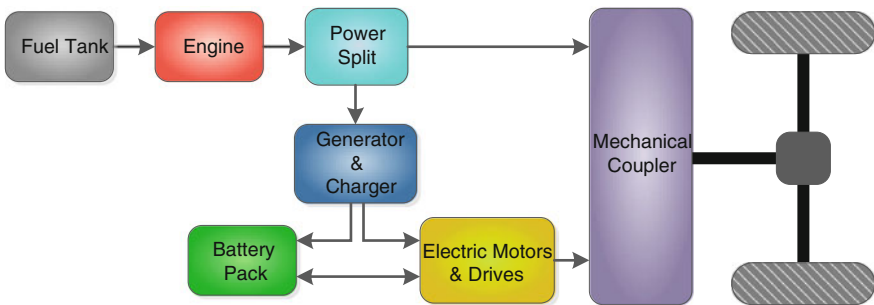 Fuel Tank
Engine
Power
Split
Generator
&
Charger
Mechanical
Coupler
Battery
Pack
Electric Motors
& Drives